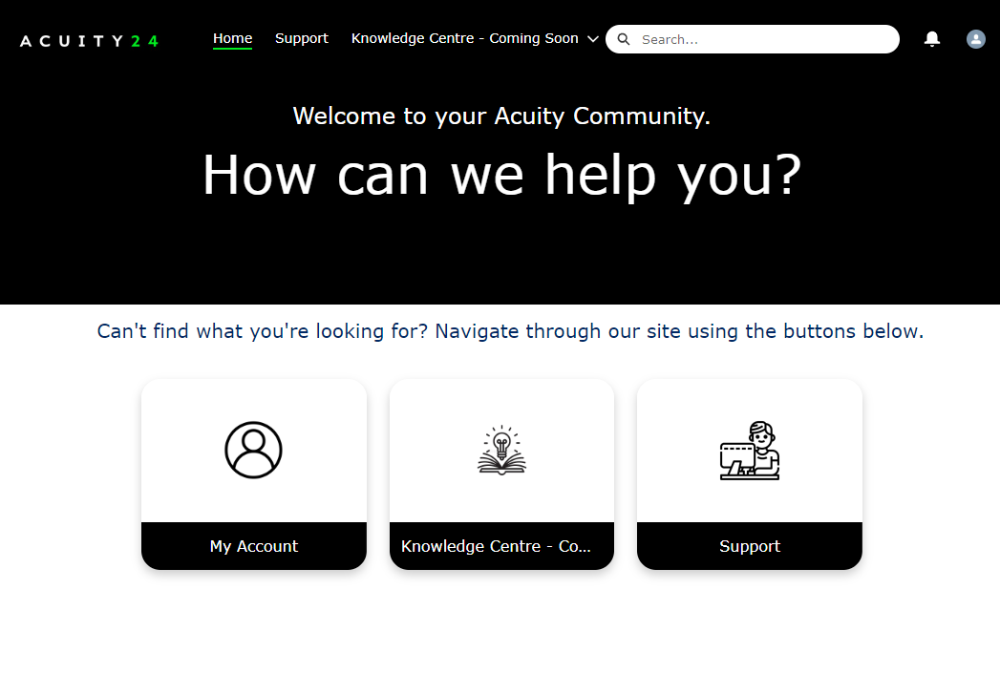 ACUITY24
Home Support Knowledge Centre - Coming Soon Search...
Welcome to your Acuity Community.
How can we help you?
Can't find what you're looking for? Navigate through our site using the buttons below.
My Account Knowledge Centre - Co... Support